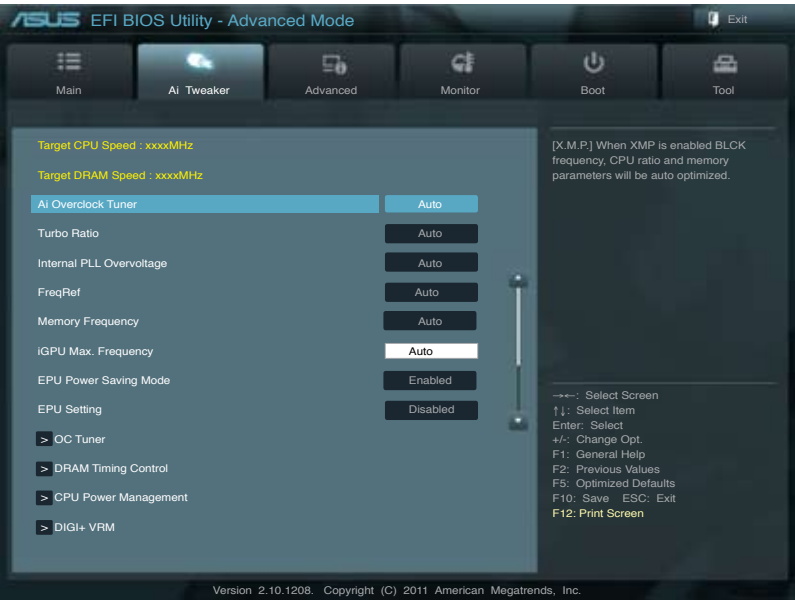 ASUS EFI BIOS Utility - Advanced Mode
Exit
Main
Ai Tweaker
Advanced
Monitor
Boot
Tool
Target CPU Speed : xxxxMHz
Target DRAM Speed : xxxxMHz
Ai Overclock Tuner Auto
Turbo Ratio Auto
Internal PLL Overvoltage Auto
FreqRef Auto
Memory Frequency Auto
iGPU Max. Frequency Auto
EPU Power Saving Mode Enabled
EPU Setting Disabled
> OC Tuner
> DRAM Timing Control
> CPU Power Management
> DIGI+ VRM
[X.M.P.] When XMP is enabled BLCK
frequency, CPU ratio and memory
parameters will be auto optimized.
→←: Select Screen
↑↓: Select Item
Enter: Select
+/-: Change Opt.
F1: General Help
F2: Previous Values
F5: Optimized Defaults
F10: Save ESC: Exit
F12: Print Screen
Version 2.10.1208. Copyright (C) 2011 American Megatrends, Inc.